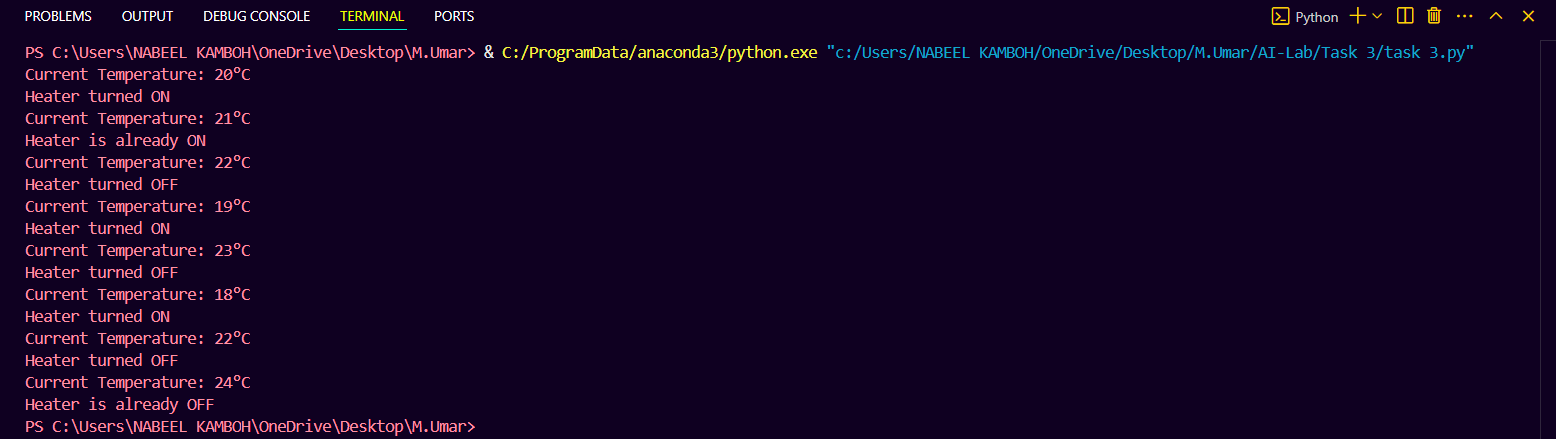 PROBLEMS OUTPUT DEBUG CONSOLE TERMINAL PORTS Python
PS C:\Users\NABEEL KAMBOH\OneDrive\Desktop\M.Umar> & C:/ProgramData/anaconda3/python.exe "c:/Users/NABEEL KAMBOH/OneDrive/Desktop/M.Umar/AI-Lab/Task 3/task 3.py"
Current Temperature: 20°C
Heater turned ON
Current Temperature: 21°C
Heater is already ON
Current Temperature: 22°C
Heater turned OFF
Current Temperature: 19°C
Heater turned ON
Current Temperature: 23°C
Heater turned OFF
Current Temperature: 18°C
Heater turned ON
Current Temperature: 22°C
Heater turned OFF
Current Temperature: 24°C
Heater is already OFF
PS C:\Users\NABEEL KAMBOH\OneDrive\Desktop\M.Umar>